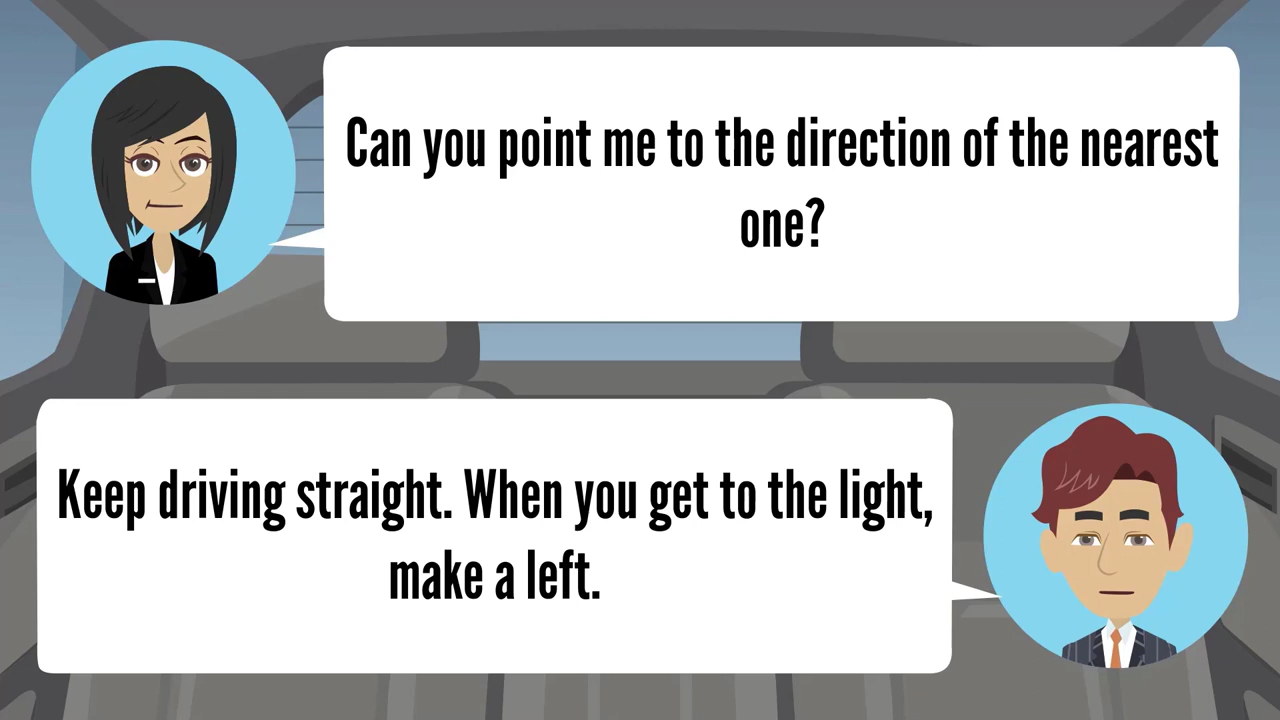 Can you point me to the direction of the nearest
one?
Keep driving straight. When you get to the light,
make a left.